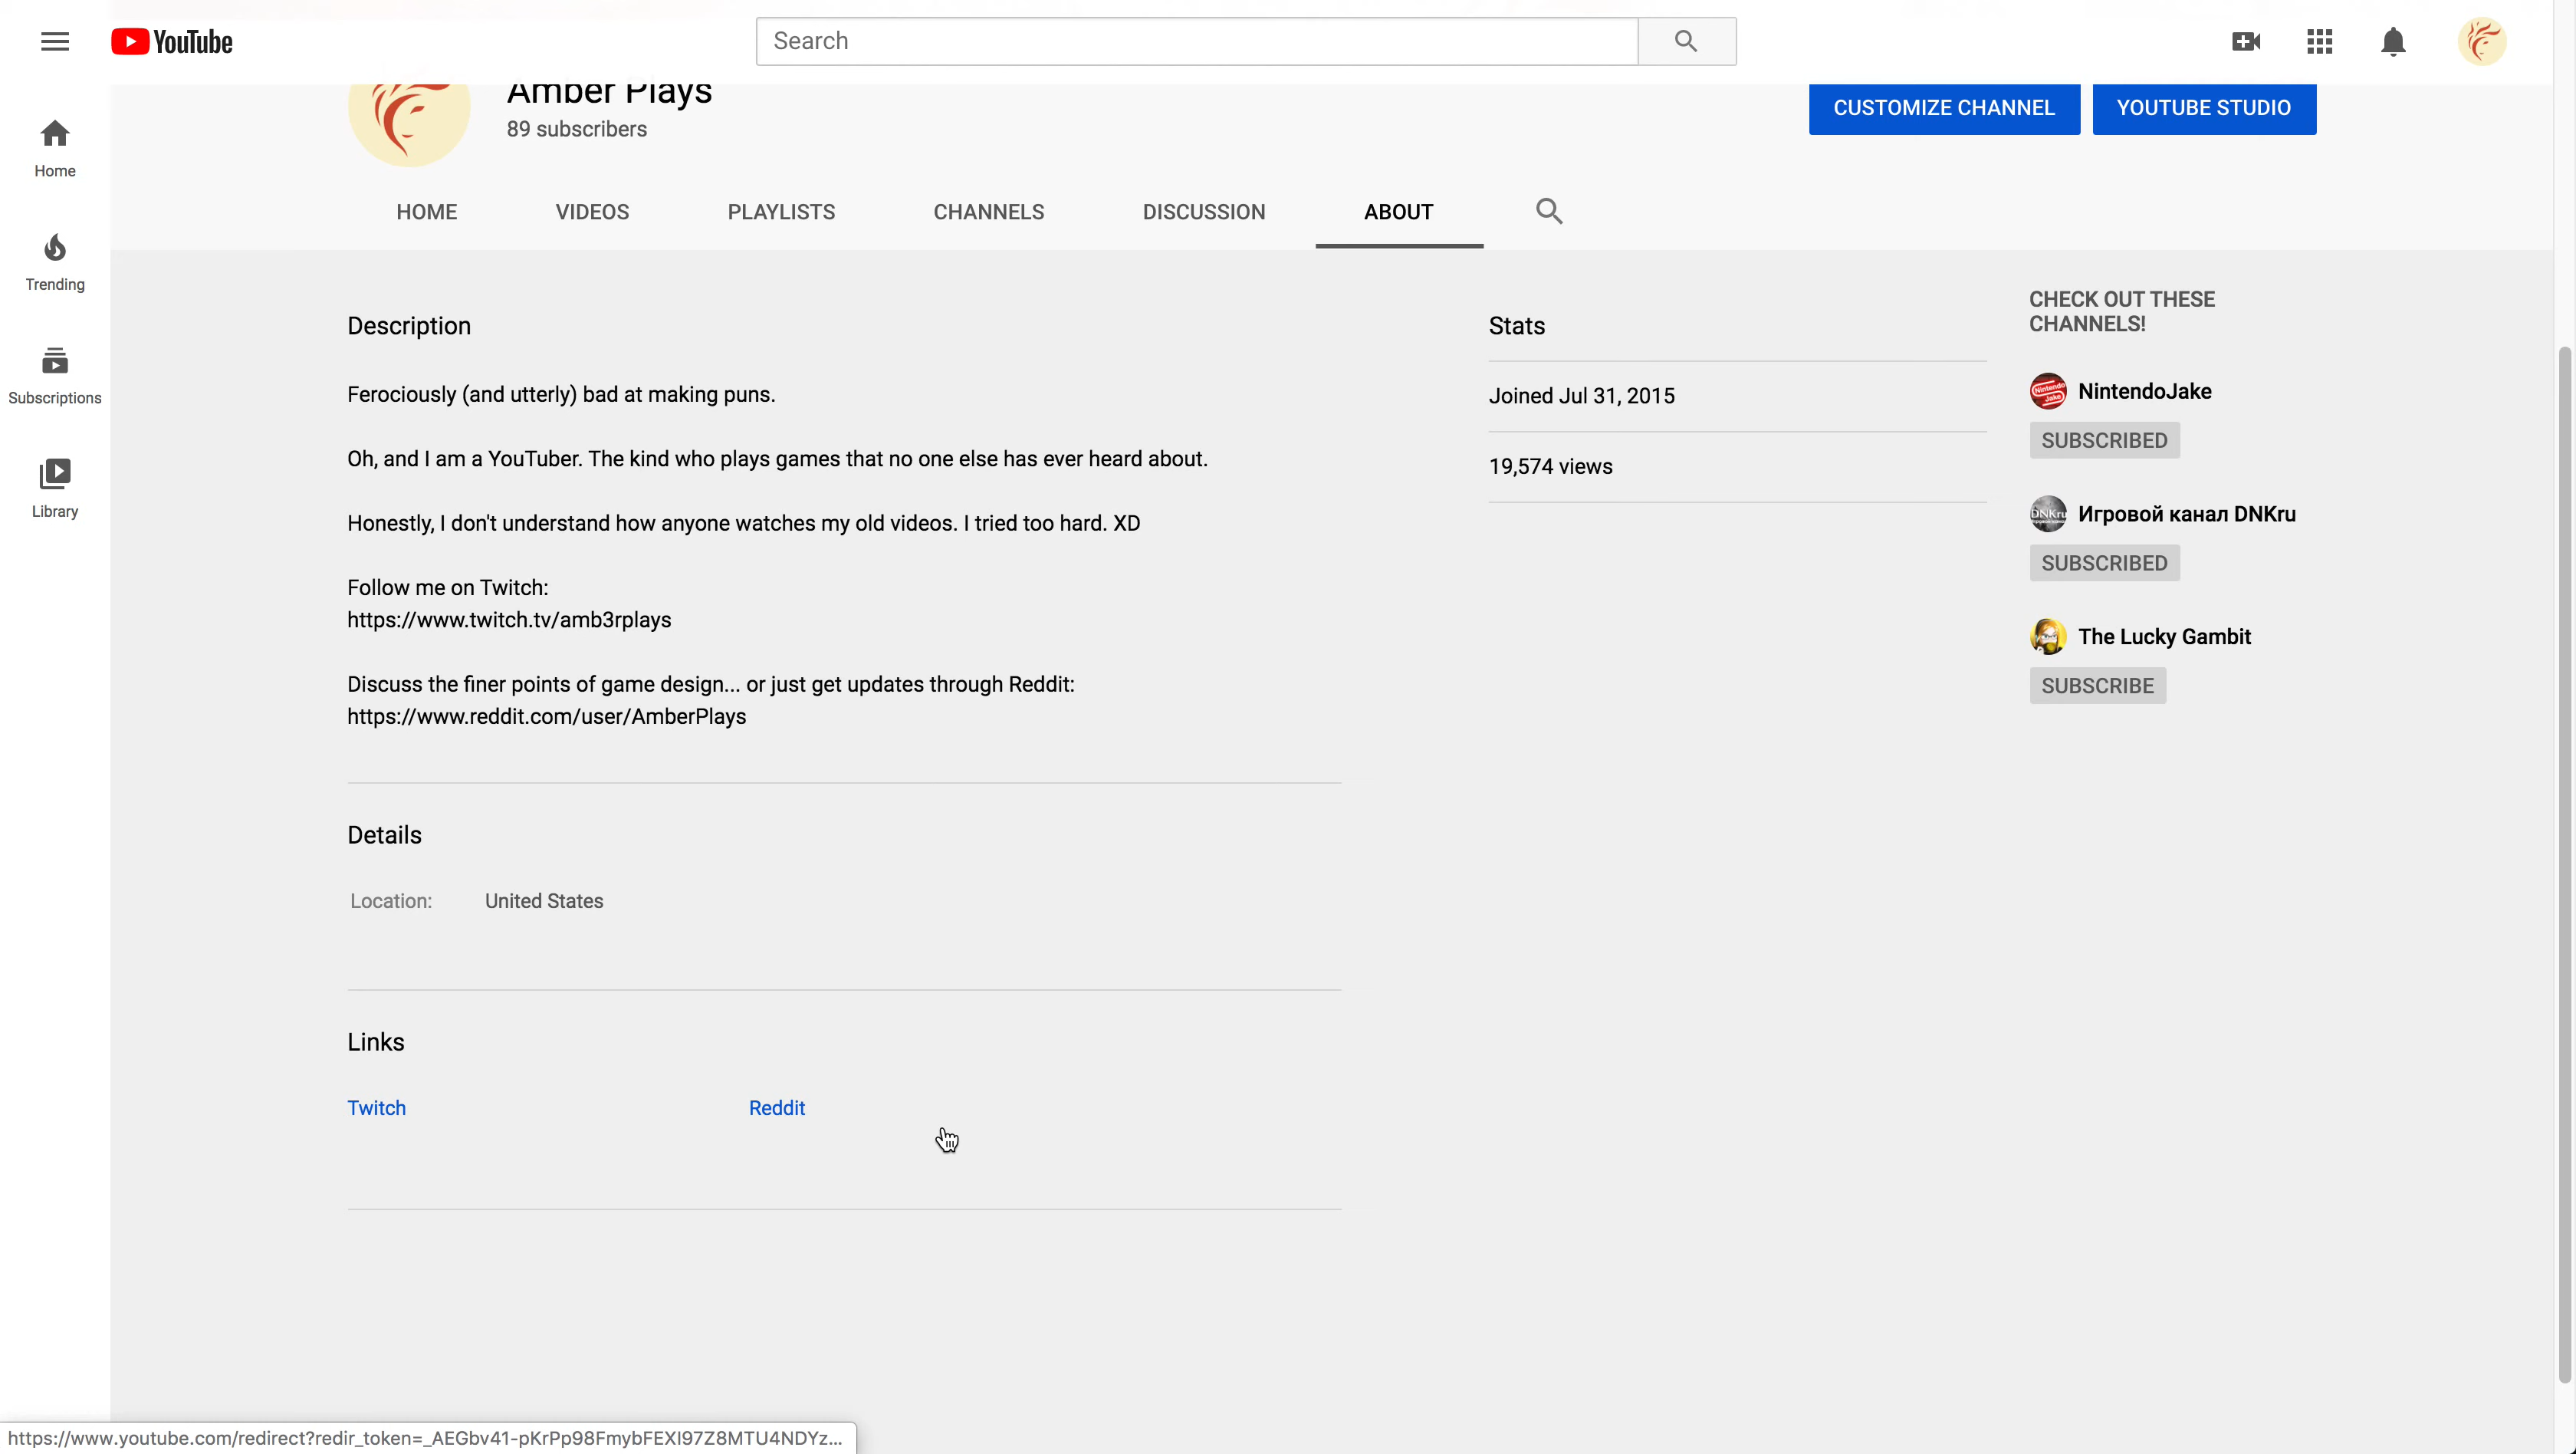 YouTube
Search
Amber Plays
89 subscribers
CUSTOMIZE CHANNEL
YOUTUBE STUDIO
Home
Trending
Subscriptions
Library
HOME
VIDEOS
PLAYLISTS
CHANNELS
DISCUSSION
ABOUT
Description
Ferociously (and utterly) bad at making puns.
Oh, and I am a YouTuber. The kind who plays games that no one else has ever heard about.
Honestly, I don't understand how anyone watches my old videos. I tried too hard. XD
Follow me on Twitch:
https://www.twitch.tv/amb3rplays
Discuss the finer points of game design... or just get updates through Reddit:
https://www.reddit.com/user/AmberPlays
Details
Location: United States
Links
Twitch
Reddit
Stats
Joined Jul 31, 2015
19,574 views
CHECK OUT THESE
CHANNELS!
Nintendo
Jake
NintendoJake
SUBSCRIBED
DNKru
Игровой канал DNKru
SUBSCRIBED
The Lucky Gambit
SUBSCRIBE
https://www.youtube.com/redirect?redir_token=_AEGbv41-pKrPp98FmybFEXI97Z8MTU4NDYz...